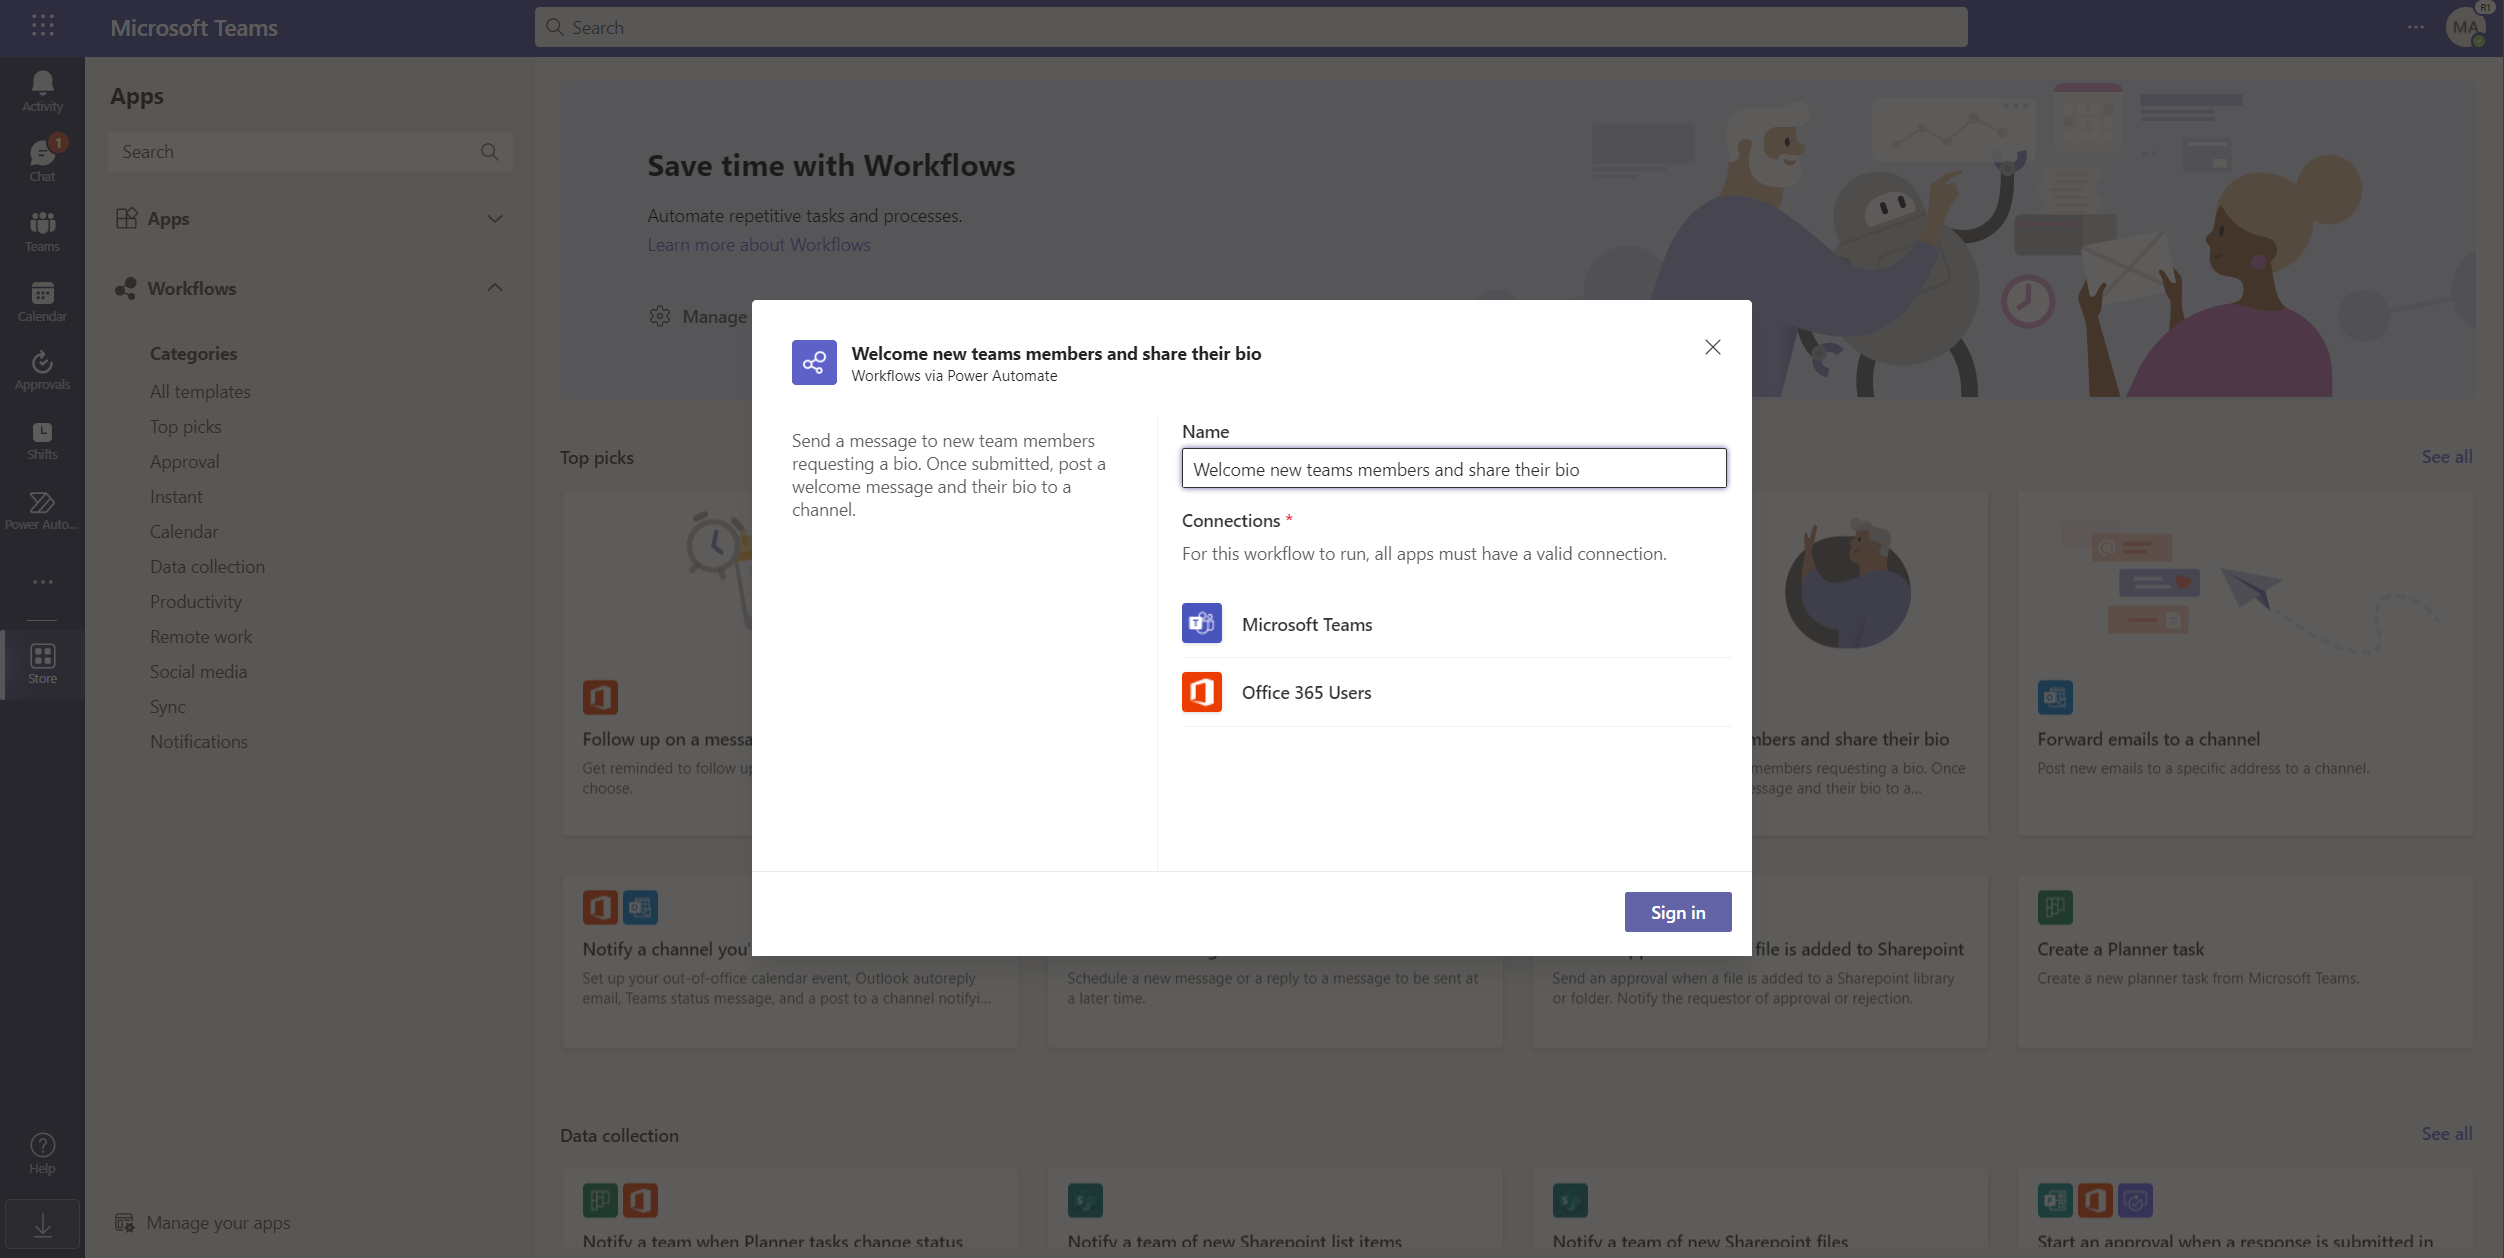 Microsoft Teams
Search
MA
R1
Activity
1
Chat
Teams
Calendar
Approvals
Shifts
Power Auto...
Store
Help
Apps
Search
Apps
Workflows
Categories
All templates
Top picks
Approval
Instant
Calendar
Data collection
Productivity
Remote work
Social media
Sync
Notifications
Manage your apps
Save time with Workflows
Automate repetitive tasks and processes.
Learn more about Workflows
Manage
Welcome new teams members and share their bio
Workflows via Power Automate
Send a message to new team members
requesting a bio. Once submitted, post a
welcome message and their bio to a
channel.
Name
Welcome new teams members and share their bio
Connections *
For this workflow to run, all apps must have a valid connection.
Microsoft Teams
Office 365 Users
Sign in
Top picks
See all
Follow up on a messa
Get reminded to follow up
choose.
mbers and share their bio
members requesting a bio. Once
essage and their bio to a...
Forward emails to a channel
Post new emails to a specific address to a channel.
Notify a channel you'
Set up your out-of-office calendar event, Outlook autoreply
email, Teams status message, and a post to a channel notifyi...
Schedule a new message or a reply to a message to be sent at
a later time.
file is added to Sharepoint
Send an approval when a file is added to a Sharepoint library
or folder. Notify the requestor of approval or rejection.
Create a Planner task
Create a new planner task from Microsoft Teams.
Data collection
See all
Notify a team when Planner tasks change status
Notify a team of new Sharepoint list items
Notify a team of new Sharepoint files
Start an approval when a response is submitted in